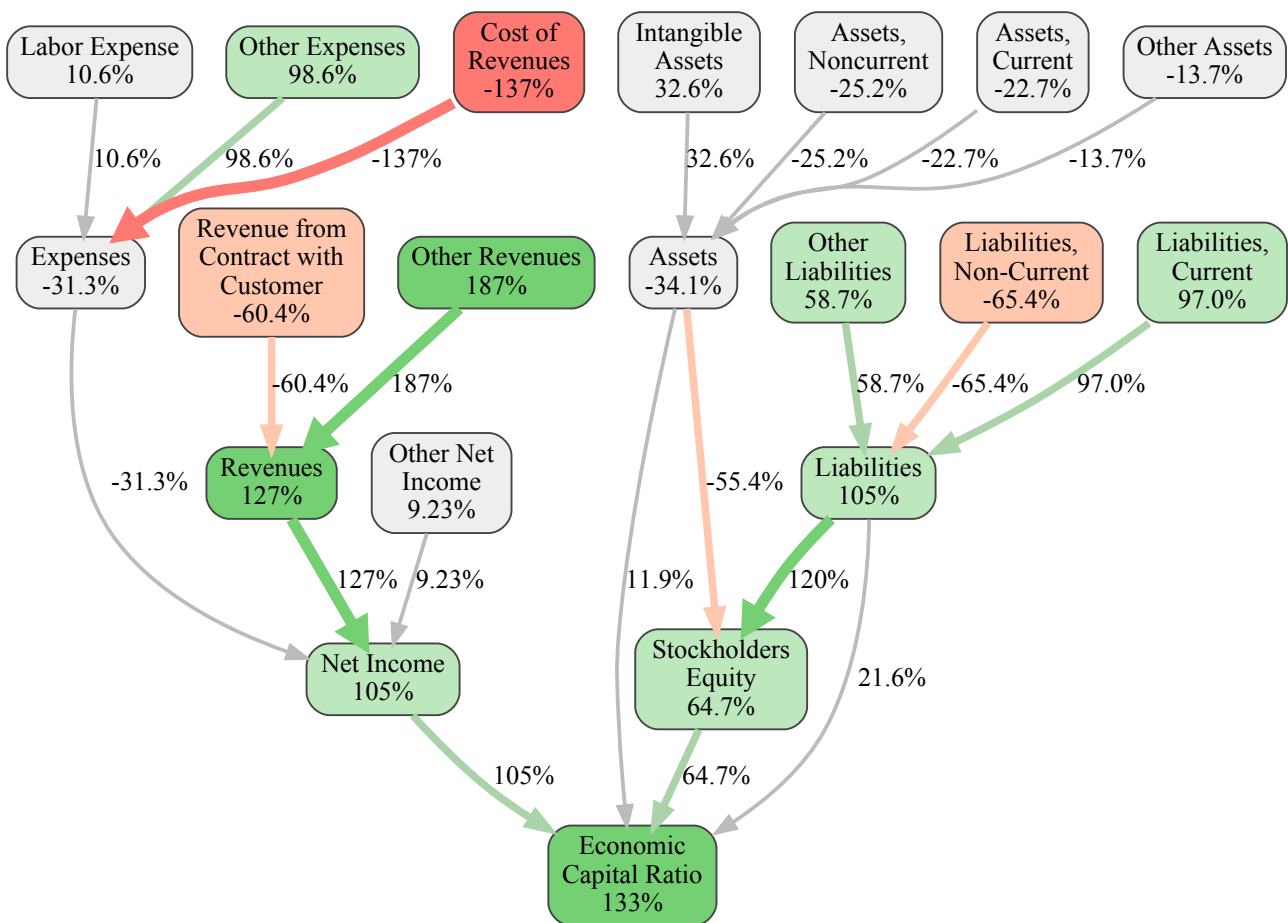 Labor Expense
10.6%
Other Expenses
98.6%
Cost of
Revenues
-137%
Intangible
Assets
32.6%
Assets,
Noncurrent
-25.2%
Assets,
Current
-22.7%
Other Assets
-13.7%
10.6%
98.6%
-137%
32.6%
-25.2%
-22.7%
-13.7%
Expenses
-31.3%
Revenue from
Contract with
Customer
-60.4%
Other Revenues
187%
Assets
-34.1%
Other
Liabilities
58.7%
Liabilities,
Non-Current
-65.4%
Liabilities,
Current
97.0%
-60.4%
187%
58.7%
-65.4%
97.0%
-31.3%
Revenues
127%
Other Net
Income
9.23%
-55.4%
Liabilities
105%
127%
9.23%
11.9%
120%
Net Income
105%
Stockholders
Equity
64.7%
21.6%
105%
64.7%
Economic
Capital Ratio
133%